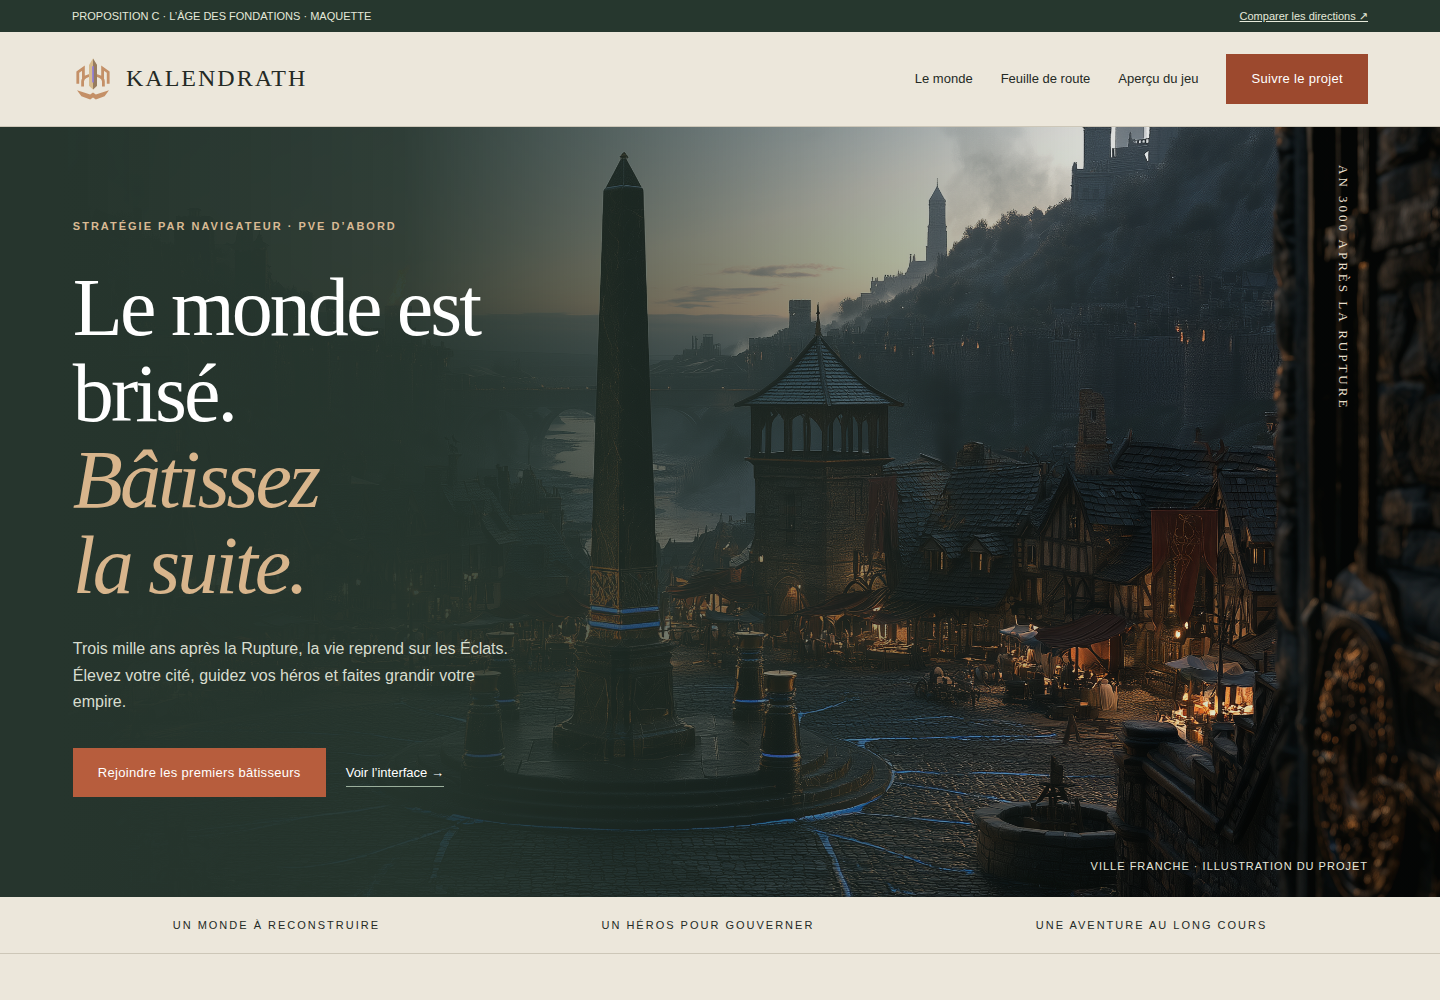 PROPOSITION C · L'ÂGE DES FONDATIONS · MAQUETTE
Comparer les directions ↗
KALENDRATH
Le monde
Feuille de route
Aperçu du jeu
Suivre le projet
STRATÉGIE PAR NAVIGATEUR · PVE D'ABORD
AN 3000 APRÈS LA RUPTURE
Le monde est
brisé.
Bâtissez
la suite.
Trois mille ans après la Rupture, la vie reprend sur les Éclats.
Élevez votre cité, guidez vos héros et faites grandir votre
empire.
Rejoindre les premiers bâtisseurs
Voir l'interface →
VILLE FRANCHE · ILLUSTRATION DU PROJET
UN MONDE À RECONSTRUIRE
UN HÉROS POUR GOUVERNER
UNE AVENTURE AU LONG COURS